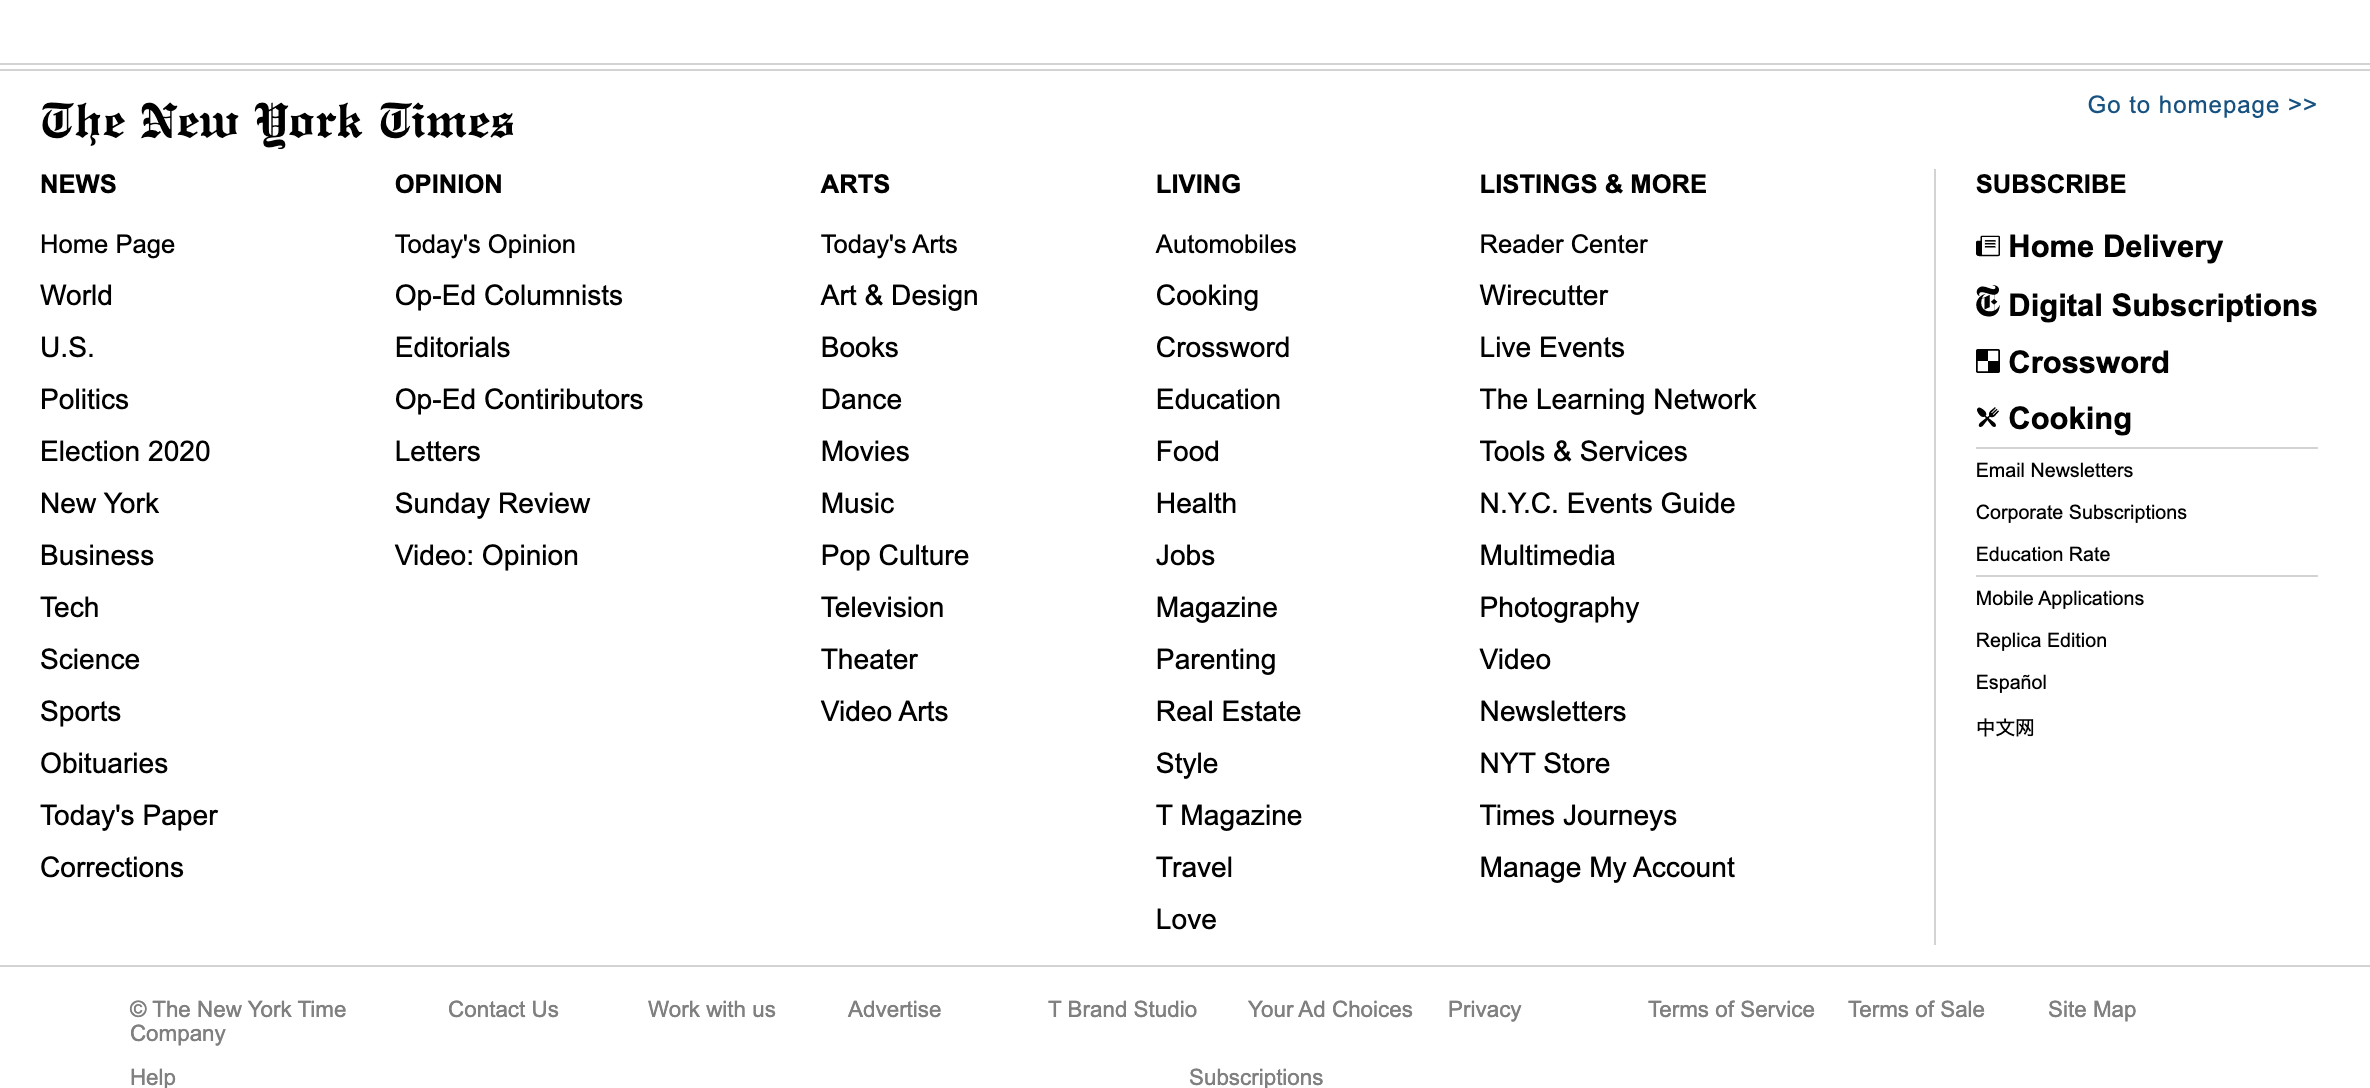 The New York Times
Go to homepage >>
NEWS
Home Page
World
U.S.
Politics
Election 2020
New York
Business
Tech
Science
Sports
Obituaries
Today's Paper
Corrections
OPINION
Today's Opinion
Op-Ed Columnists
Editorials
Op-Ed Contiributors
Letters
Sunday Review
Video: Opinion
ARTS
Today's Arts
Art & Design
Books
Dance
Movies
Music
Pop Culture
Television
Theater
Video Arts
LIVING
Automobiles
Cooking
Crossword
Education
Food
Health
Jobs
Magazine
Parenting
Real Estate
Style
T Magazine
Travel
Love
LISTINGS & MORE
Reader Center
Wirecutter
Live Events
The Learning Network
Tools & Services
N.Y.C. Events Guide
Multimedia
Photography
Video
Newsletters
NYT Store
Times Journeys
Manage My Account
SUBSCRIBE
Home Delivery
Digital Subscriptions
Crossword
Cooking
Email Newsletters
Corporate Subscriptions
Education Rate
Mobile Applications
Replica Edition
Español
中文网
© The New York Time
Company
Contact Us
Work with us
Advertise
T Brand Studio
Your Ad Choices
Privacy
Terms of Service
Terms of Sale
Site Map
Help
Subscriptions